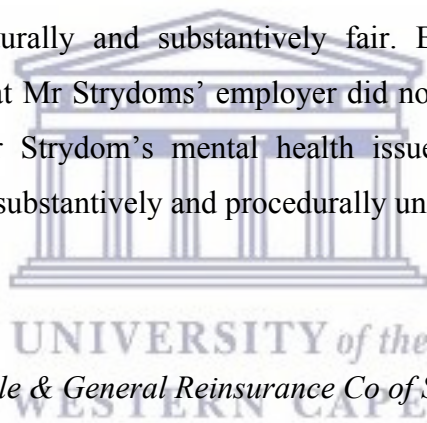 urally and substantively fair. E
at Mr Strydoms’ employer did no
r Strydom’s mental health issue
substantively and procedurally un
UNIVERSITY of the
le & General Reinsurance Co of S
WESTERN CAPE